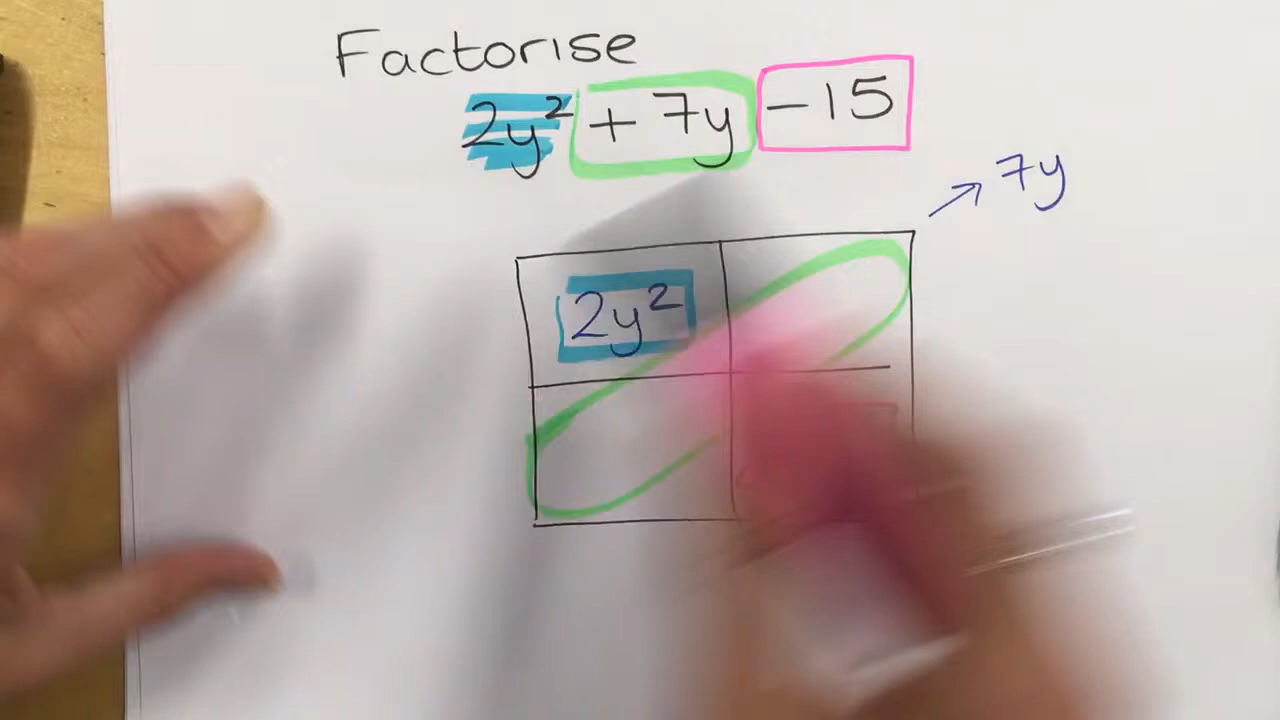 Factorise
2y² + 7y - 15
→ 7y
2y²